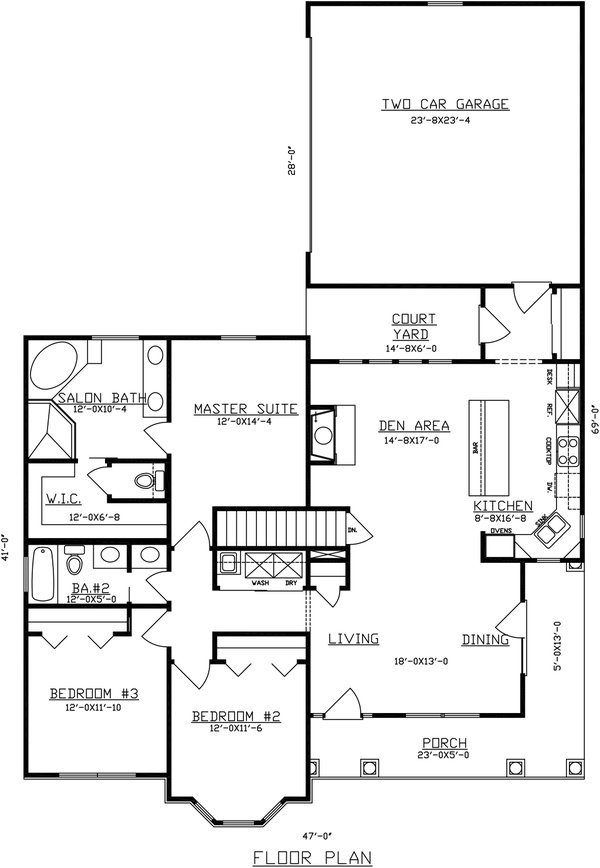 TWO CAR GARAGE
23'-8X23'-4
28'-0"
COURT
YARD
14'-8X6'-0
DESK
REF.
SALON BATH
12'-0X10'-4
MASTER SUITE
12'-0X14'-4
DEN AREA
14'-8X17'-0
69'-0"
BAR
COOKTOP
DW.
W.I.C.
12'-0X6'-8
KITCHEN
8'-8X16'-8
SINK
OVENS
DN.
41'-0"
BA.#2
12'-0X5'-0
WASH DRY
LIVING
DINING
18'-0X13'-0
5'-0X13'-0
BEDROOM #3
12'-0X11'-10
BEDROOM #2
12'-0X11'-6
PORCH
23'-0X5'-0
47'-0"
FLOOR PLAN